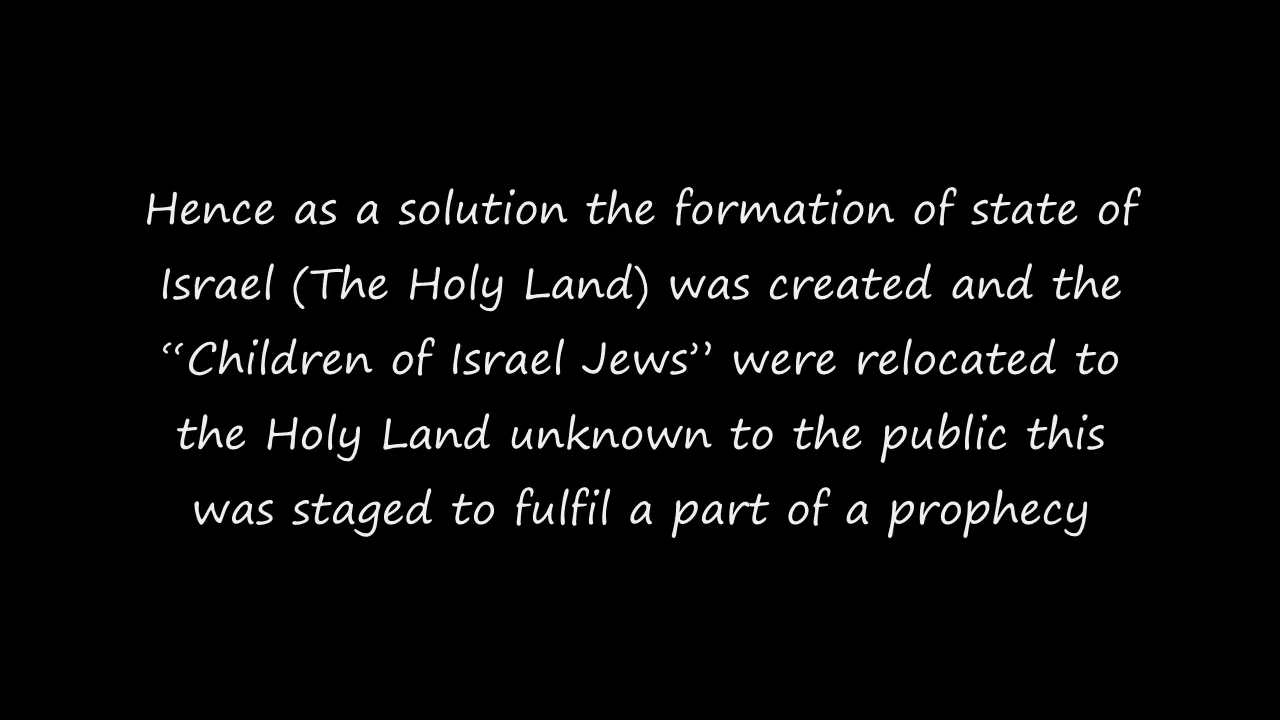 Hence as a solution the formation of state of
Israel (The Holy Land) was created and the
“Children of Israel Jews” were relocated to
the Holy Land unknown to the public this
was staged to fulfil a part of a prophecy